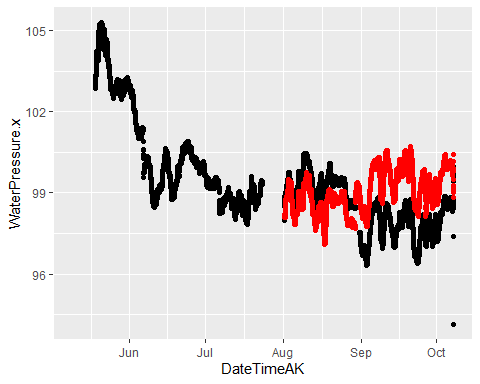 105
102
99
96
WaterPressure.x
Jun Jul Aug Sep Oct
DateTimeAK